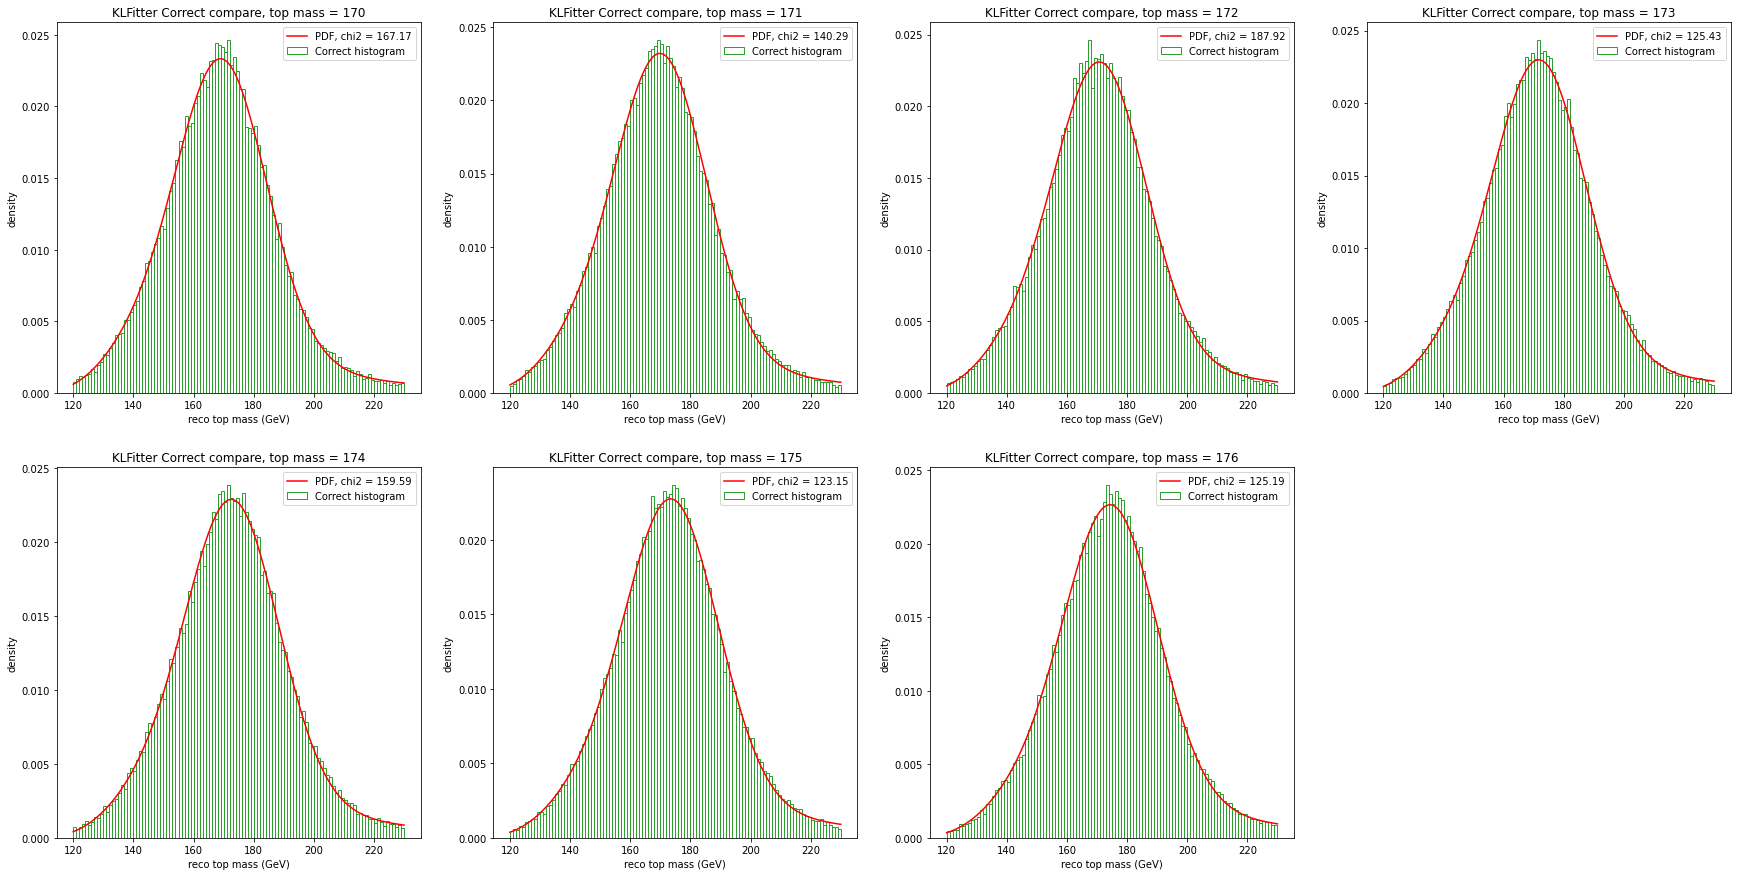 KLFitter Correct compare, top mass = 170
PDF, chi2 = 167.17
Correct histogram
0.025
0.020
0.015
0.010
0.005
0.000
density
120 140 160 180 200 220
reco top mass (GeV)
KLFitter Correct compare, top mass = 171
PDF, chi2 = 140.29
Correct histogram
0.025
0.020
0.015
0.010
0.005
0.000
density
120 140 160 180 200 220
reco top mass (GeV)
KLFitter Correct compare, top mass = 172
PDF, chi2 = 187.92
Correct histogram
0.025
0.020
0.015
0.010
0.005
0.000
density
120 140 160 180 200 220
reco top mass (GeV)
KLFitter Correct compare, top mass = 173
PDF, chi2 = 125.43
Correct histogram
0.025
0.020
0.015
0.010
0.005
0.000
density
120 140 160 180 200 220
reco top mass (GeV)
KLFitter Correct compare, top mass = 174
PDF, chi2 = 159.59
Correct histogram
0.025
0.020
0.015
0.010
0.005
0.000
density
120 140 160 180 200 220
reco top mass (GeV)
KLFitter Correct compare, top mass = 175
PDF, chi2 = 123.15
Correct histogram
0.020
0.015
0.010
0.005
0.000
density
120 140 160 180 200 220
reco top mass (GeV)
KLFitter Correct compare, top mass = 176
PDF, chi2 = 125.19
Correct histogram
0.025
0.020
0.015
0.010
0.005
0.000
density
120 140 160 180 200 220
reco top mass (GeV)